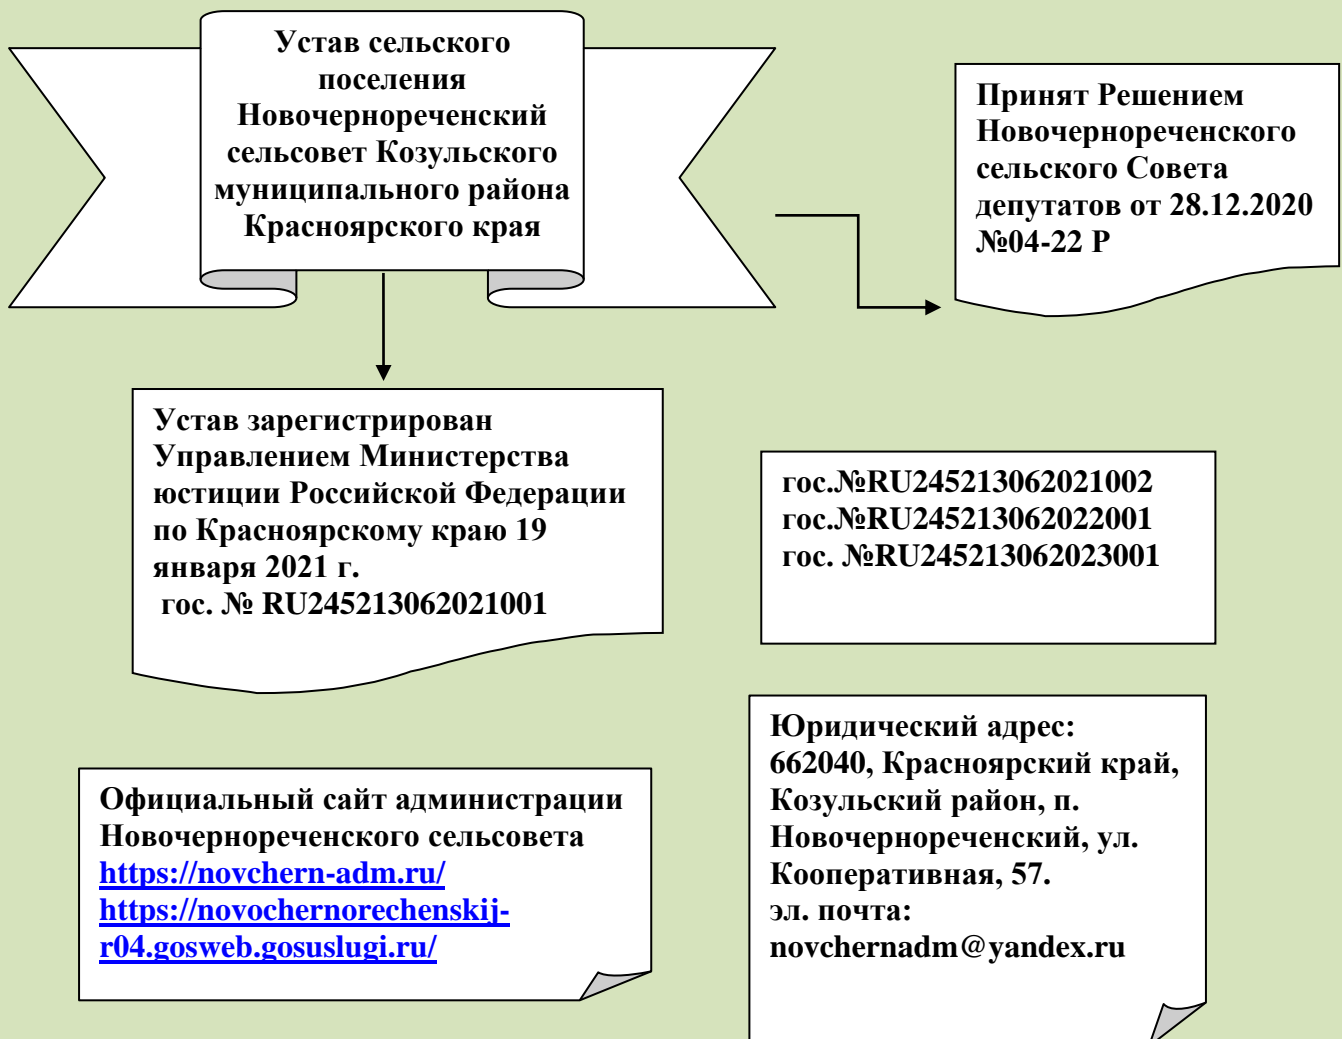 Устав сельского
поселения
Новочернореченский
сельсовет Козульского
муниципального района
Красноярского края
Принят Решением
Новочернореченского
сельского Совета
депутатов от 28.12.2020
№04-22 Р
Устав зарегистрирован
Управлением Министерства
юстиции Российской Федерации
по Красноярскому краю 19
января 2021 г.
гос. № RU245213062021001
гос.№RU245213062021002
гос.№RU245213062022001
гос. №RU245213062023001
Официальный сайт администрации
Новочернореченского сельсовета
https://novchern-adm.ru/
https://novochernorechenskij-
r04.gosweb.gosuslugi.ru/
Юридический адрес:
662040, Красноярский край,
Козульский район, п.
Новочернореченский, ул.
Кооперативная, 57.
эл. почта:
novchernadm@yandex.ru